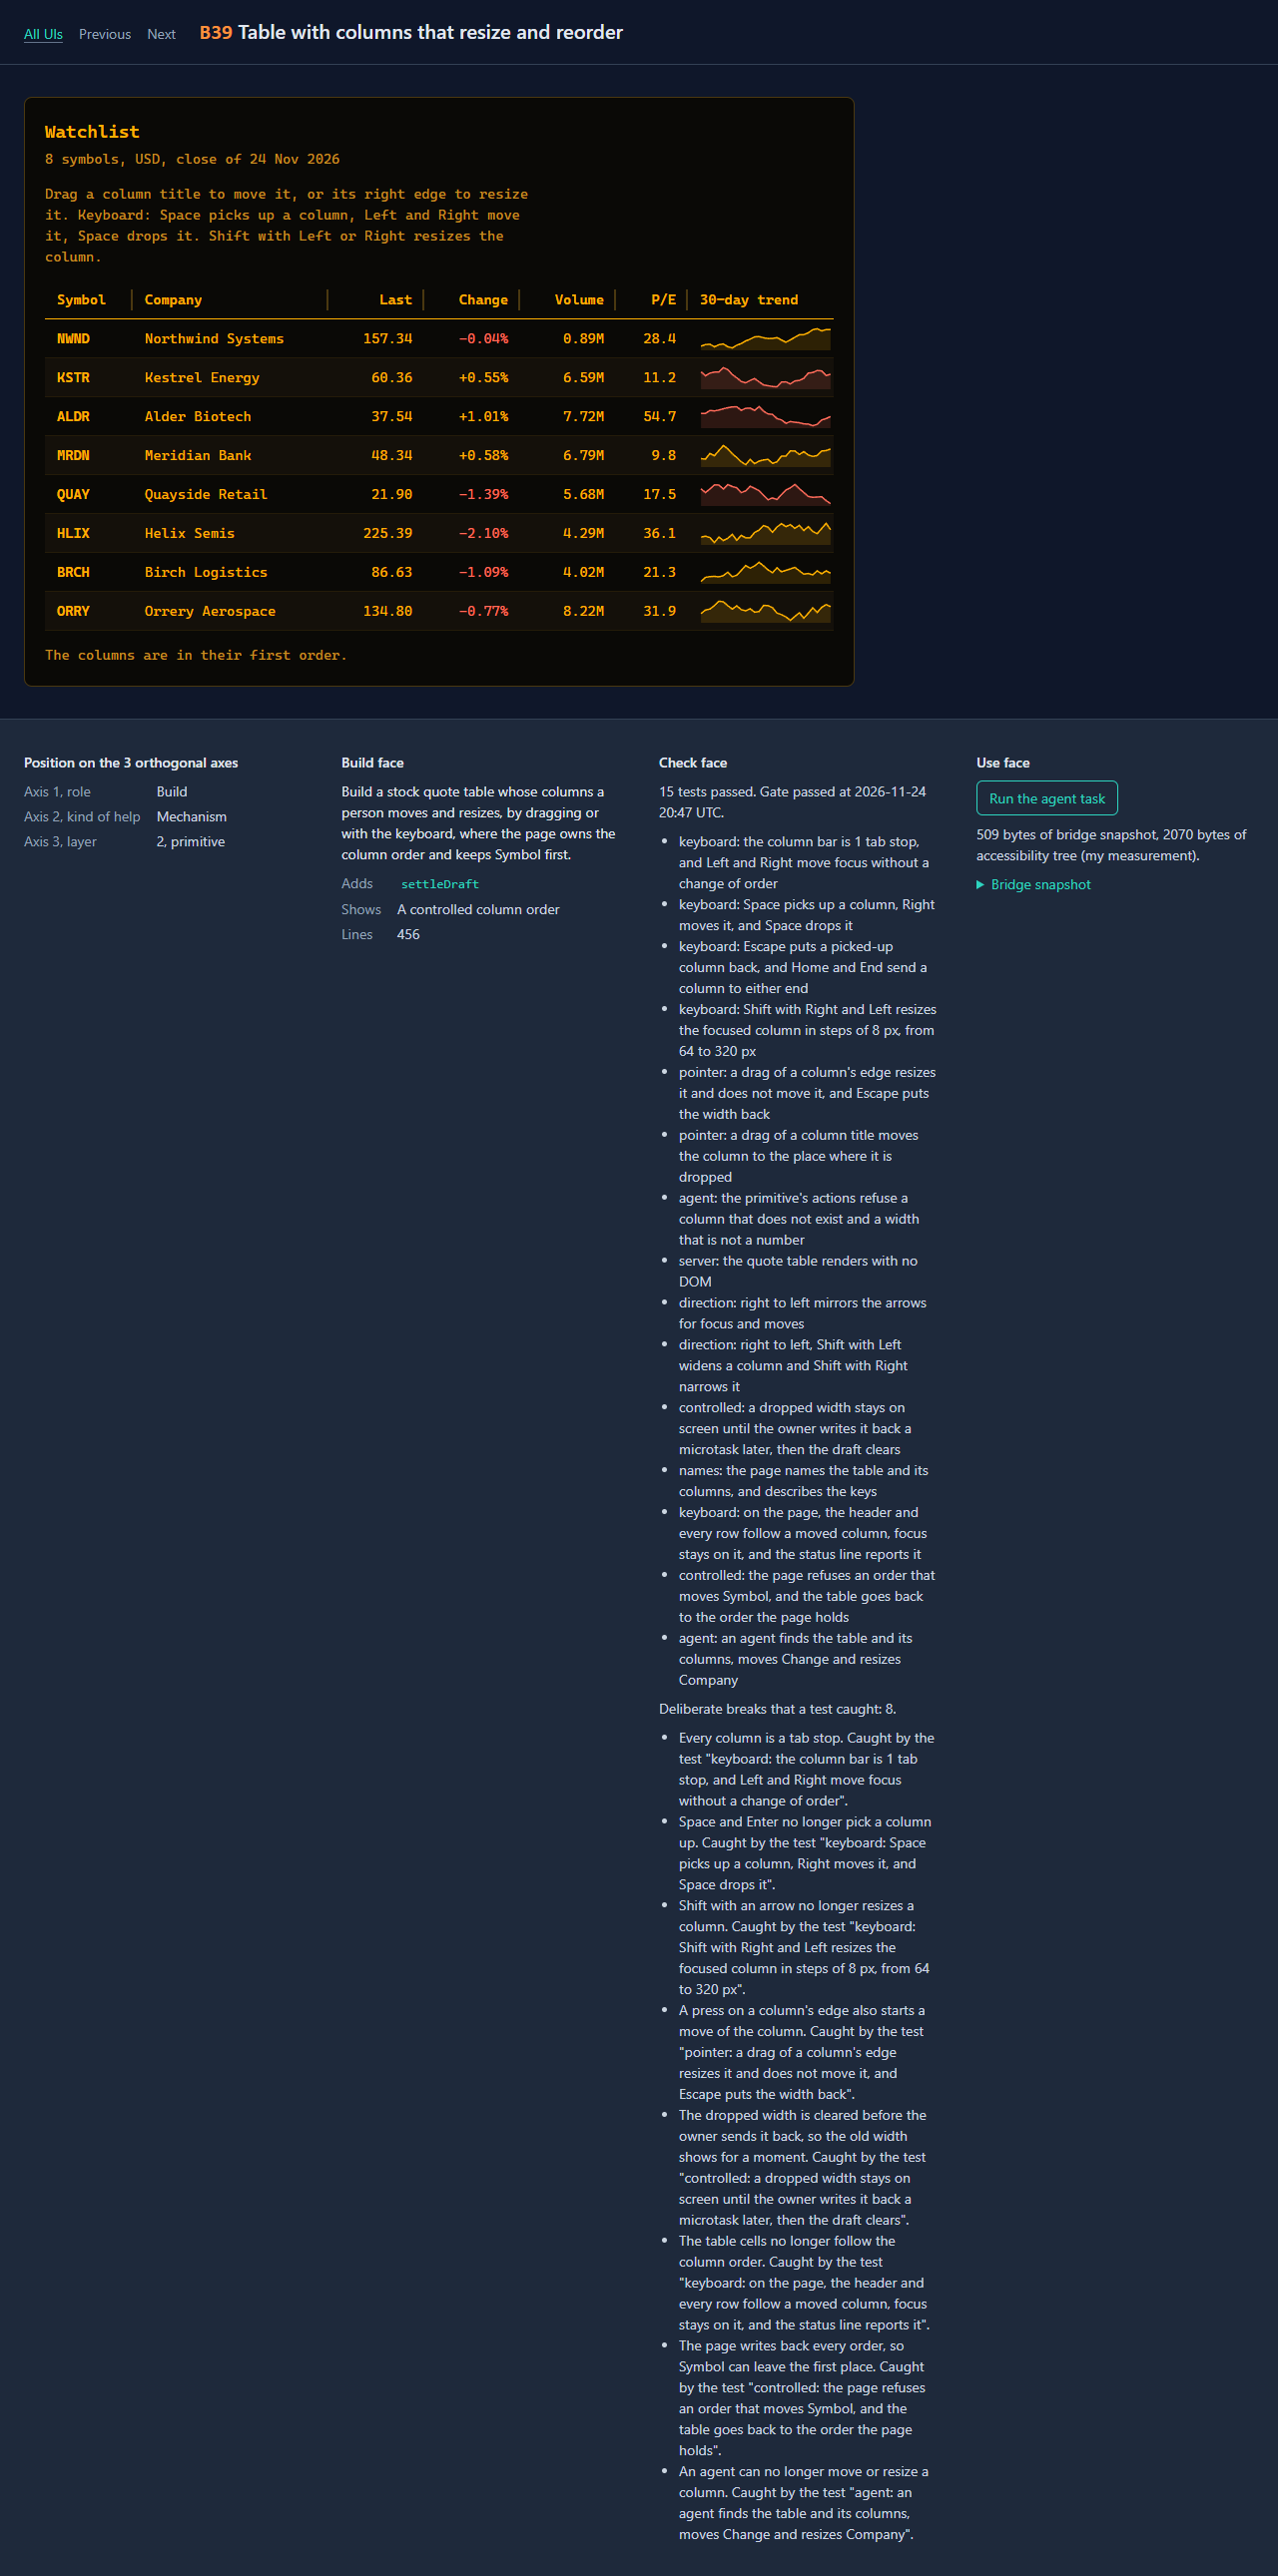 All UIs Previous Next B39 Table with columns that resize and reorder
Watchlist
8 symbols, USD, close of 24 Nov 2026
Drag a column title to move it, or its right edge to resize
it. Keyboard: Space picks up a column, Left and Right move
it, Space drops it. Shift with Left or Right resizes the
column.
Symbol Company Last Change Volume P/E 30-day trend
NWND Northwind Systems 157.34 −0.04% 0.89M 28.4
KSTR Kestrel Energy 60.36 +0.55% 6.59M 11.2
ALDR Alder Biotech 37.54 +1.01% 7.72M 54.7
MRDN Meridian Bank 48.34 +0.58% 6.79M 9.8
QUAY Quayside Retail 21.90 −1.39% 5.68M 17.5
HLIX Helix Semis 225.39 −2.10% 4.29M 36.1
BRCH Birch Logistics 86.63 −1.09% 4.02M 21.3
ORRY Orrery Aerospace 134.80 −0.77% 8.22M 31.9
The columns are in their first order.
Position on the 3 orthogonal axes
Axis 1, role Build
Axis 2, kind of help Mechanism
Axis 3, layer 2, primitive
Build face
Build a stock quote table whose columns a
person moves and resizes, by dragging or
with the keyboard, where the page owns the
column order and keeps Symbol first.
Adds settleDraft
Shows A controlled column order
Lines 456
Check face
15 tests passed. Gate passed at 2026-11-24
20:47 UTC.
• keyboard: the column bar is 1 tab stop,
and Left and Right move focus without a
change of order
• keyboard: Space picks up a column, Right
moves it, and Space drops it
• keyboard: Escape puts a picked-up
column back, and Home and End send a
column to either end
• keyboard: Shift with Right and Left resizes
the focused column in steps of 8 px, from
64 to 320 px
• pointer: a drag of a column's edge resizes
it and does not move it, and Escape puts
the width back
• pointer: a drag of a column title moves
the column to the place where it is
dropped
• agent: the primitive's actions refuse a
column that does not exist and a width
that is not a number
• server: the quote table renders with no
DOM
• direction: right to left mirrors the arrows
for focus and moves
• direction: right to left, Shift with Left
widens a column and Shift with Right
narrows it
• controlled: a dropped width stays on
screen until the owner writes it back a
microtask later, then the draft clears
• names: the page names the table and its
columns, and describes the keys
• keyboard: on the page, the header and
every row follow a moved column, focus
stays on it, and the status line reports it
• controlled: the page refuses an order that
moves Symbol, and the table goes back
to the order the page holds
• agent: an agent finds the table and its
columns, moves Change and resizes
Company
Deliberate breaks that a test caught: 8.
• Every column is a tab stop. Caught by the
test "keyboard: the column bar is 1 tab
stop, and Left and Right move focus
without a change of order".
• Space and Enter no longer pick a column
up. Caught by the test "keyboard: Space
picks up a column, Right moves it, and
Space drops it".
• Shift with an arrow no longer resizes a
column. Caught by the test "keyboard:
Shift with Right and Left resizes the
focused column in steps of 8 px, from 64
to 320 px".
• A press on a column's edge also starts a
move of the column. Caught by the test
"pointer: a drag of a column's edge
resizes it and does not move it, and
Escape puts the width back".
• The dropped width is cleared before the
owner sends it back, so the old width
shows for a moment. Caught by the test
"controlled: a dropped width stays on
screen until the owner writes it back a
microtask later, then the draft clears".
• The table cells no longer follow the
column order. Caught by the test
"keyboard: on the page, the header and
every row follow a moved column, focus
stays on it, and the status line reports it".
• The page writes back every order, so
Symbol can leave the first place. Caught
by the test "controlled: the page refuses
an order that moves Symbol, and the
table goes back to the order the page
holds".
• An agent can no longer move or resize a
column. Caught by the test "agent: an
agent finds the table and its columns,
moves Change and resizes Company".
Use face
Run the agent task
509 bytes of bridge snapshot, 2070 bytes of
accessibility tree (my measurement).
▶ Bridge snapshot